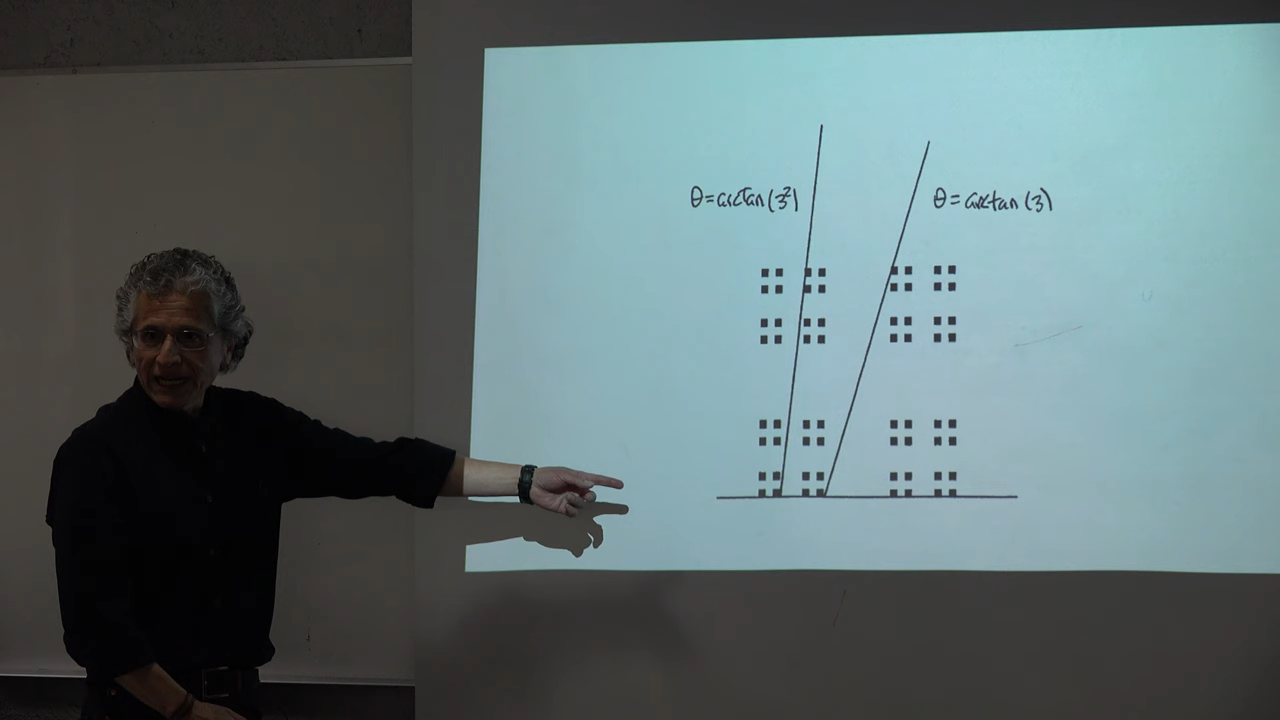 θ = arctan(3²)
θ = arctan(3)